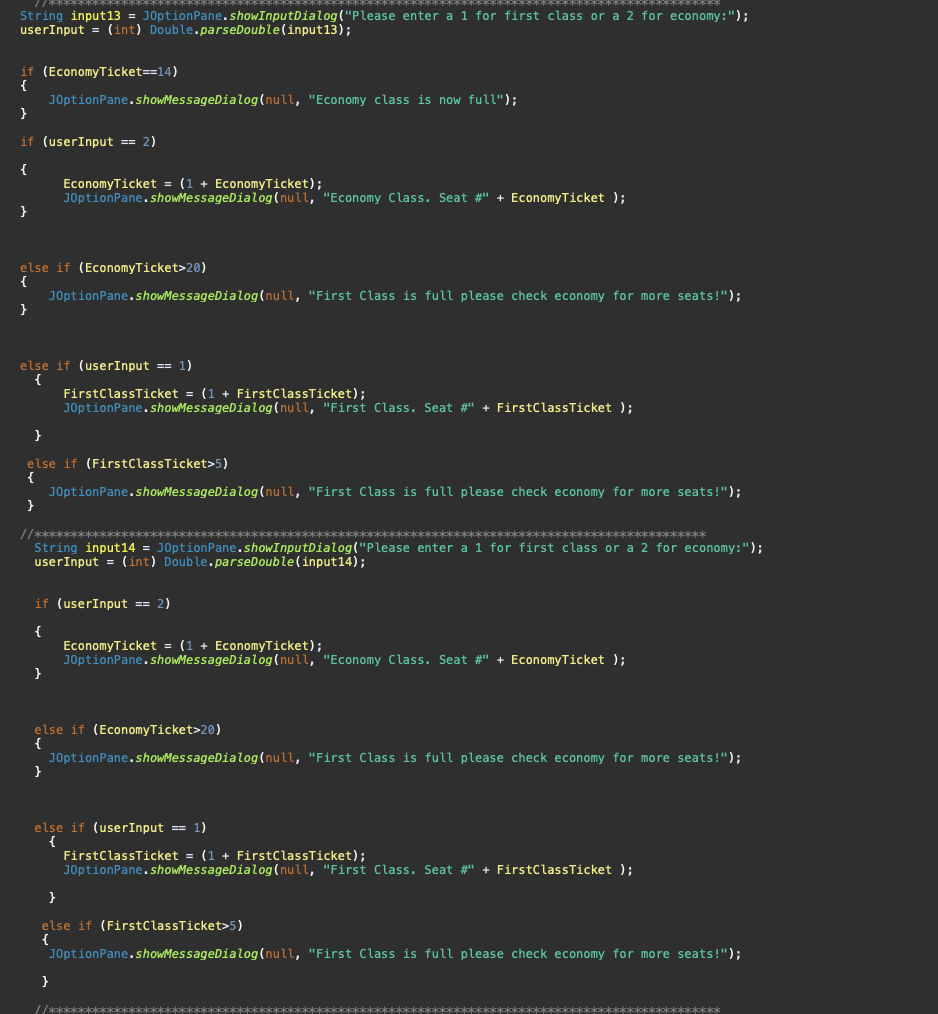 //*********************************************************************************************
String input13 = JOptionPane.showInputDialog("Please enter a 1 for first class or a 2 for economy:");
userInput = (int) Double.parseDouble(input13);
if (EconomyTicket==14)
{
JOptionPane.showMessageDialog(null, "Economy class is now full");
}
if (userInput == 2)
{
EconomyTicket = (1 + EconomyTicket);
JOptionPane.showMessageDialog(null, "Economy Class. Seat #" + EconomyTicket );
}
else if (EconomyTicket>20)
{
JOptionPane.showMessageDialog(null, "First Class is full please check economy for more seats!");
}
else if (userInput == 1)
{
FirstClassTicket = (1 + FirstClassTicket);
JOptionPane.showMessageDialog(null, "First Class. Seat #" + FirstClassTicket );
}
else if (FirstClassTicket>5)
{
JOptionPane.showMessageDialog(null, "First Class is full please check economy for more seats!");
}
//*********************************************************************************************
String input14 = JOptionPane.showInputDialog("Please enter a 1 for first class or a 2 for economy:");
userInput = (int) Double.parseDouble(input14);
if (userInput == 2)
{
EconomyTicket = (1 + EconomyTicket);
JOptionPane.showMessageDialog(null, "Economy Class. Seat #" + EconomyTicket );
}
else if (EconomyTicket>20)
{
JOptionPane.showMessageDialog(null, "First Class is full please check economy for more seats!");
}
else if (userInput == 1)
{
FirstClassTicket = (1 + FirstClassTicket);
JOptionPane.showMessageDialog(null, "First Class. Seat #" + FirstClassTicket );
}
else if (FirstClassTicket>5)
{
JOptionPane.showMessageDialog(null, "First Class is full please check economy for more seats!");
}
//*********************************************************************************************